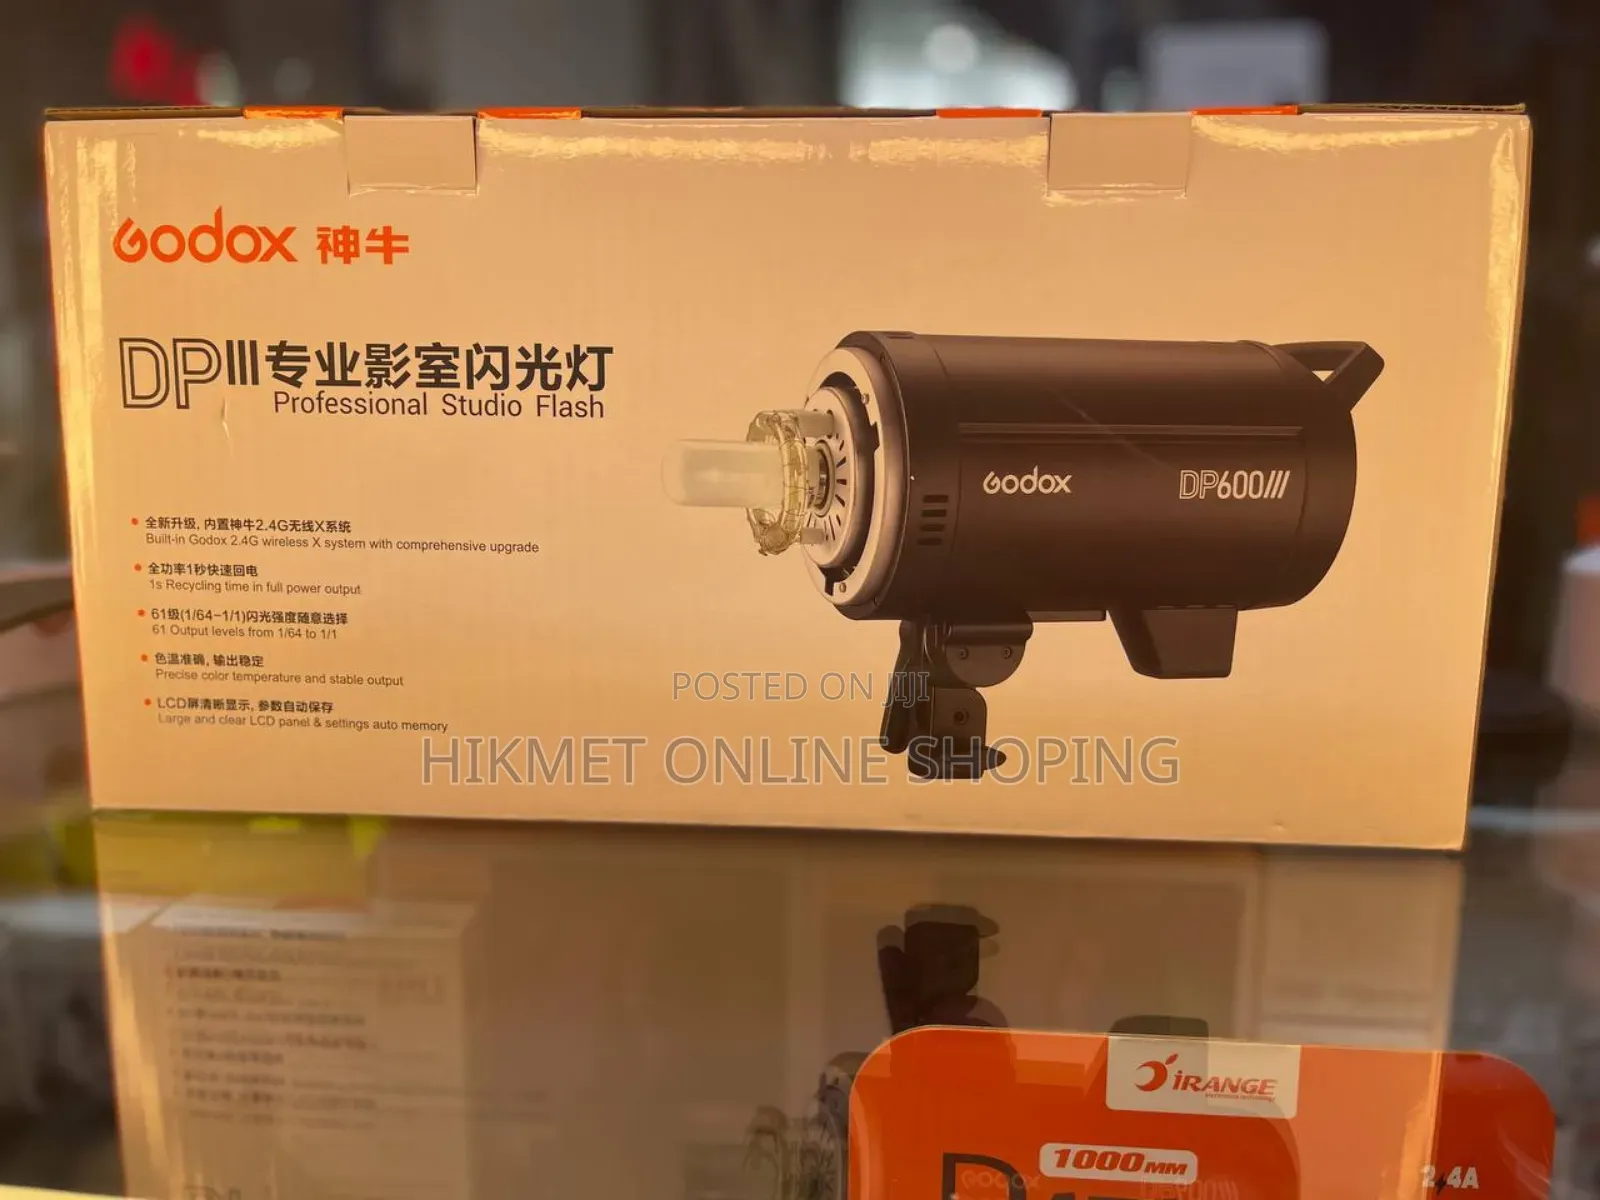 Godox 神牛
DPIII专业影室闪光灯
Professional Studio Flash
全新升级, 内置神牛2.4G无线X系统
Built-in Godox 2.4G wireless X system with comprehensive upgrade
全功率1秒快速回电
1s Recycling time in full power output
61级(1/64-1/1)闪光强度随意选择
61 Output levels from 1/64 to 1/1
色温准确, 输出稳定
Precise color temperature and stable output
LCD屏清晰显示, 参数自动保存
Large and clear LCD panel & settings auto memory
Godox DP600III
POSTED ON JIJI
HIKMET ONLINE SHOPING
iRANGE
1000MM
2.4A